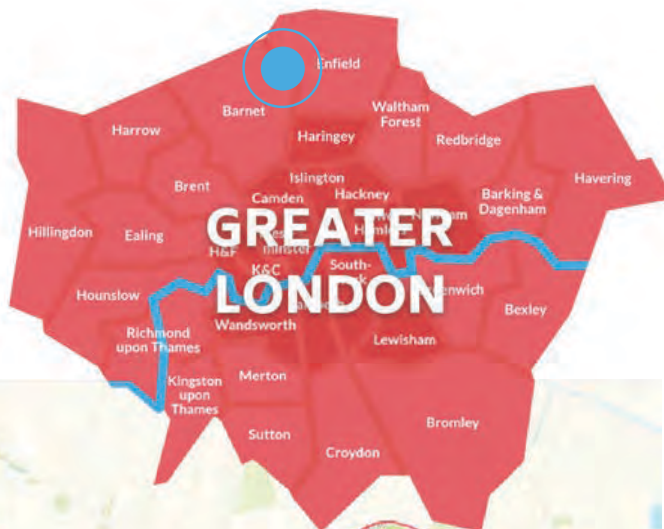 Enfield
Barnet
Waltham
Forest
Haringey
Harrow
Redbridge
Islington
Havering
Brent
Camden
Hackney
Barking &
Dagenham
GREATER
Hillingdon
Ealing
minster
H&F
K&C
South-
LONDON
Hounslow
Bexley
Richmond
upon Thames
Wandsworth
Lewisham
Kingston
upon
Thames
Merton
Sutton
Croydon
Bromley